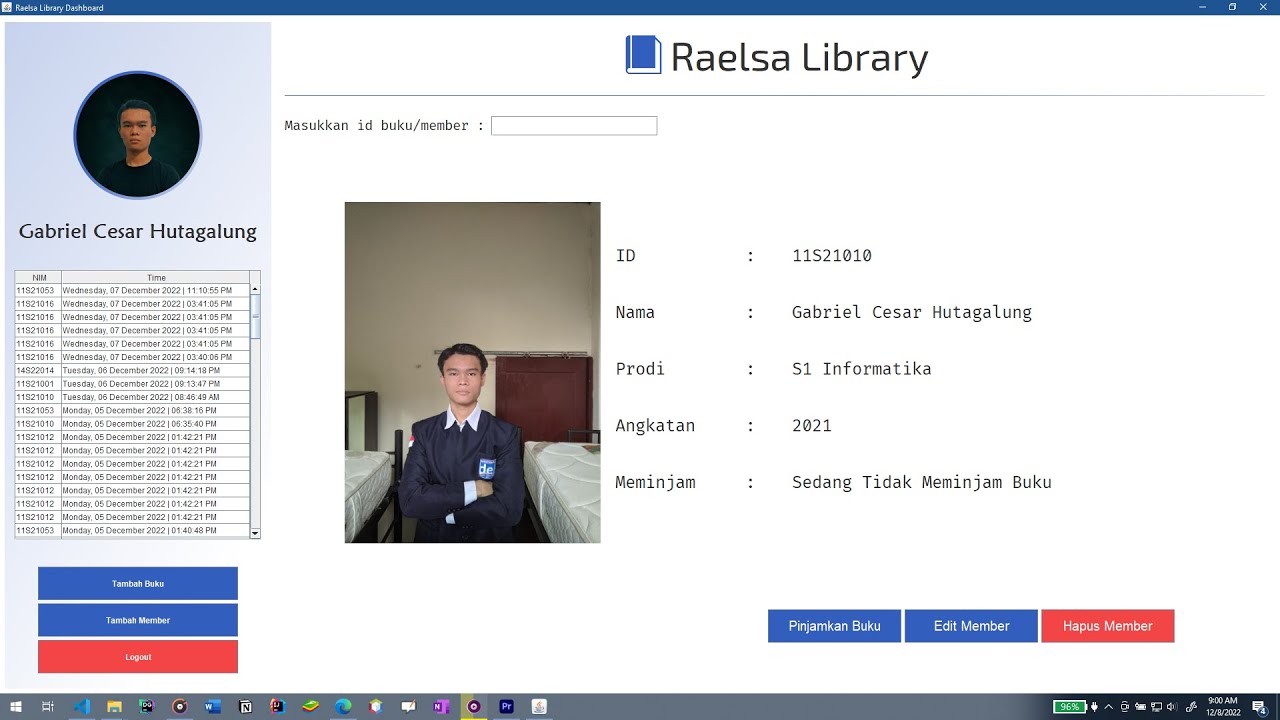 Raelsa Library Dashboard
Raelsa Library
Masukkan id buku/member :
Gabriel Cesar Hutagalung
NIM Time
11S21053 Wednesday, 07 December 2022 | 11:10:55 PM
11S21016 Wednesday, 07 December 2022 | 03:41:05 PM
11S21016 Wednesday, 07 December 2022 | 03:41:05 PM
11S21016 Wednesday, 07 December 2022 | 03:41:05 PM
11S21016 Wednesday, 07 December 2022 | 03:41:05 PM
11S21016 Wednesday, 07 December 2022 | 03:40:06 PM
14S22014 Tuesday, 06 December 2022 | 09:14:18 PM
11S21001 Tuesday, 06 December 2022 | 09:13:47 PM
11S21010 Tuesday, 06 December 2022 | 08:46:49 AM
11S21053 Monday, 05 December 2022 | 06:38:16 PM
11S21010 Monday, 05 December 2022 | 06:35:40 PM
11S21012 Monday, 05 December 2022 | 01:42:21 PM
11S21012 Monday, 05 December 2022 | 01:42:21 PM
11S21012 Monday, 05 December 2022 | 01:42:21 PM
11S21012 Monday, 05 December 2022 | 01:42:21 PM
11S21012 Monday, 05 December 2022 | 01:42:21 PM
11S21012 Monday, 05 December 2022 | 01:42:21 PM
11S21012 Monday, 05 December 2022 | 01:42:21 PM
11S21053 Monday, 05 December 2022 | 01:40:48 PM
Tambah Buku
Tambah Member
Logout
ID : 11S21010
Nama : Gabriel Cesar Hutagalung
Prodi : S1 Informatika
Angkatan : 2021
Meminjam : Sedang Tidak Meminjam Buku
de
Pinjamkan Buku Edit Member Hapus Member
96%
9:00 AM
12/8/2022